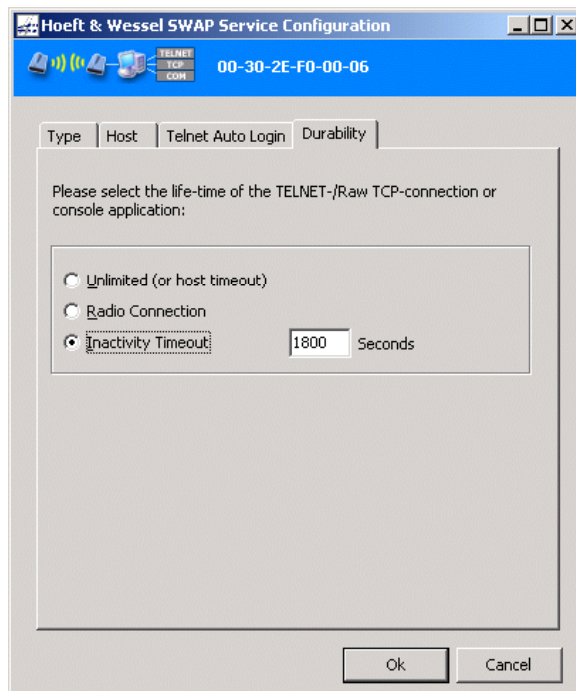 Hoeft & Wessel SWAP Service Configuration
TELNET
TCP
COM
00-30-2E-F0-00-06
Type Host Telnet Auto Login Durability
Please select the life-time of the TELNET-/Raw TCP-connection or
console application:
Unlimited (or host timeout)
Radio Connection
Inactivity Timeout 1800 Seconds
Ok Cancel